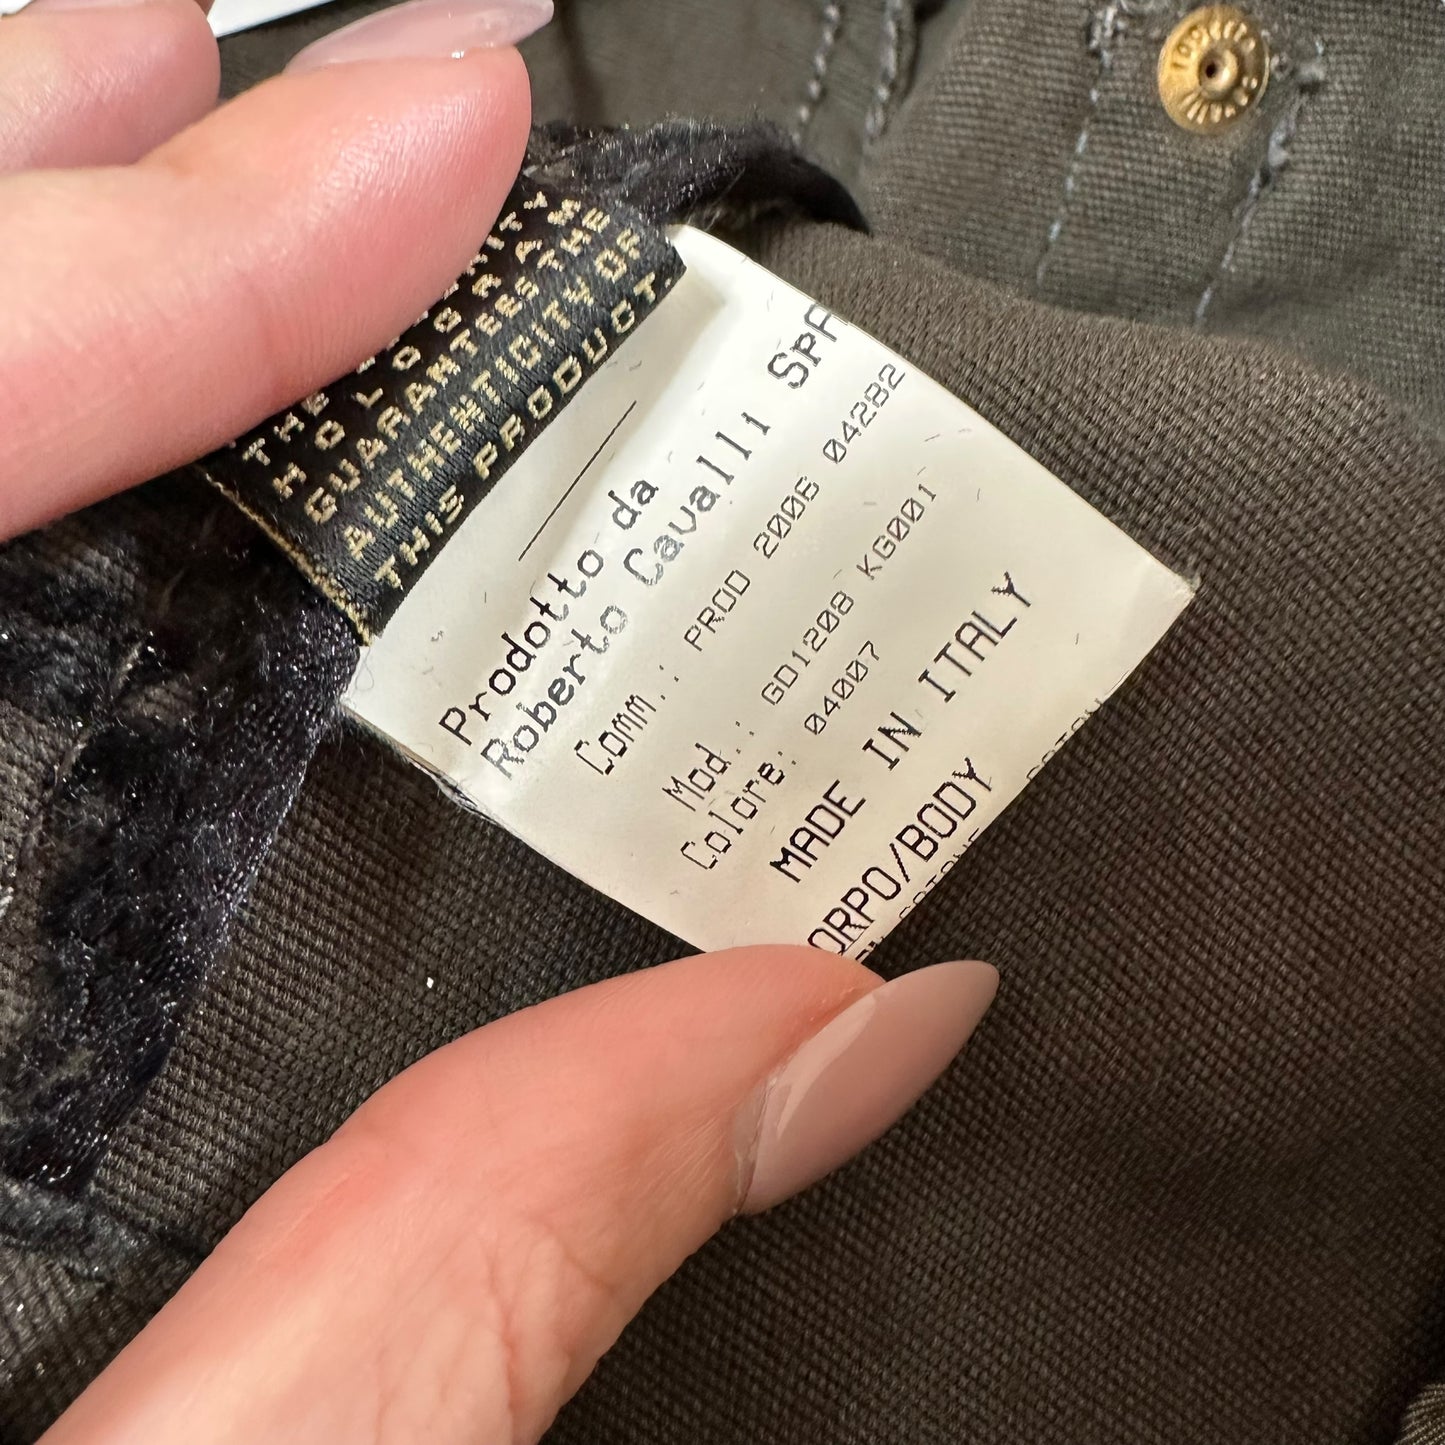 HOLOGRAM
GUARANTEES THE
AUTHENTICITY OF
THIS PRODUCT.
Prodotto da
Roberto Cavalli SpA
Comm.: PROD 2006 04282
Mod.: GD1208 KG001
Colore: 04007
MADE IN ITALY
CORPO/BODY